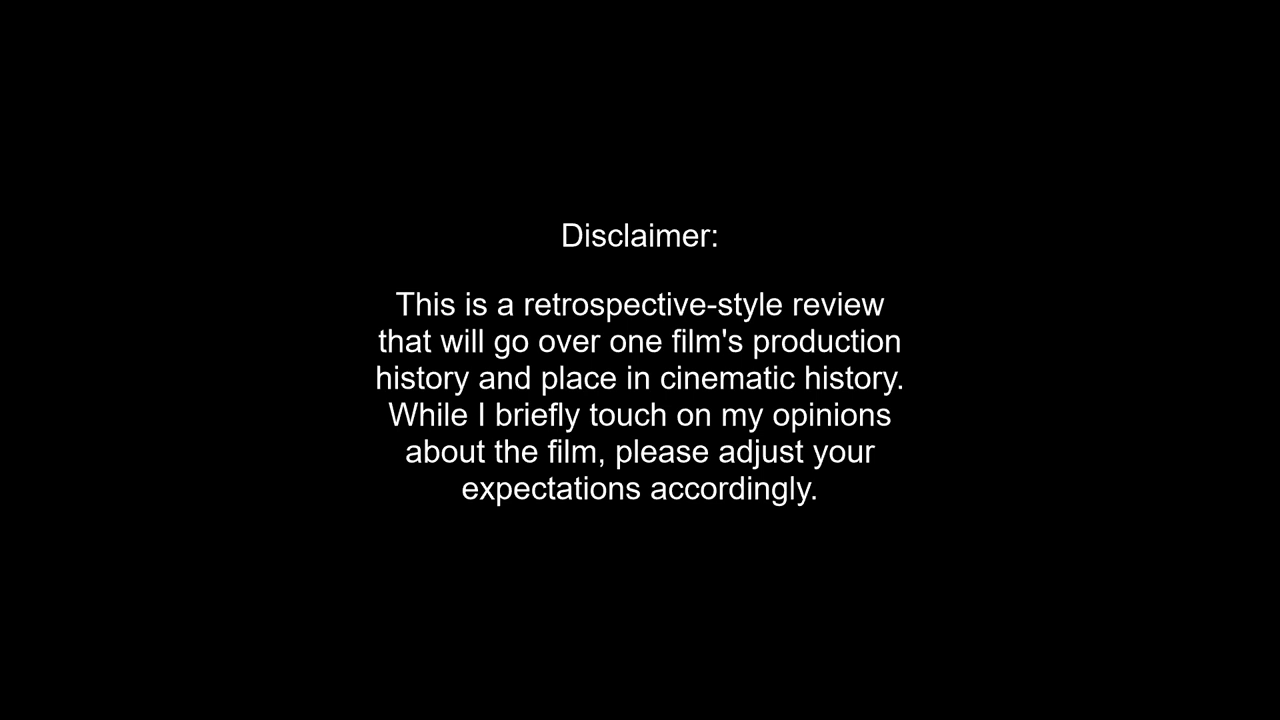 Disclaimer:
This is a retrospective-style review
that will go over one film's production
history and place in cinematic history.
While I briefly touch on my opinions
about the film, please adjust your
expectations accordingly.